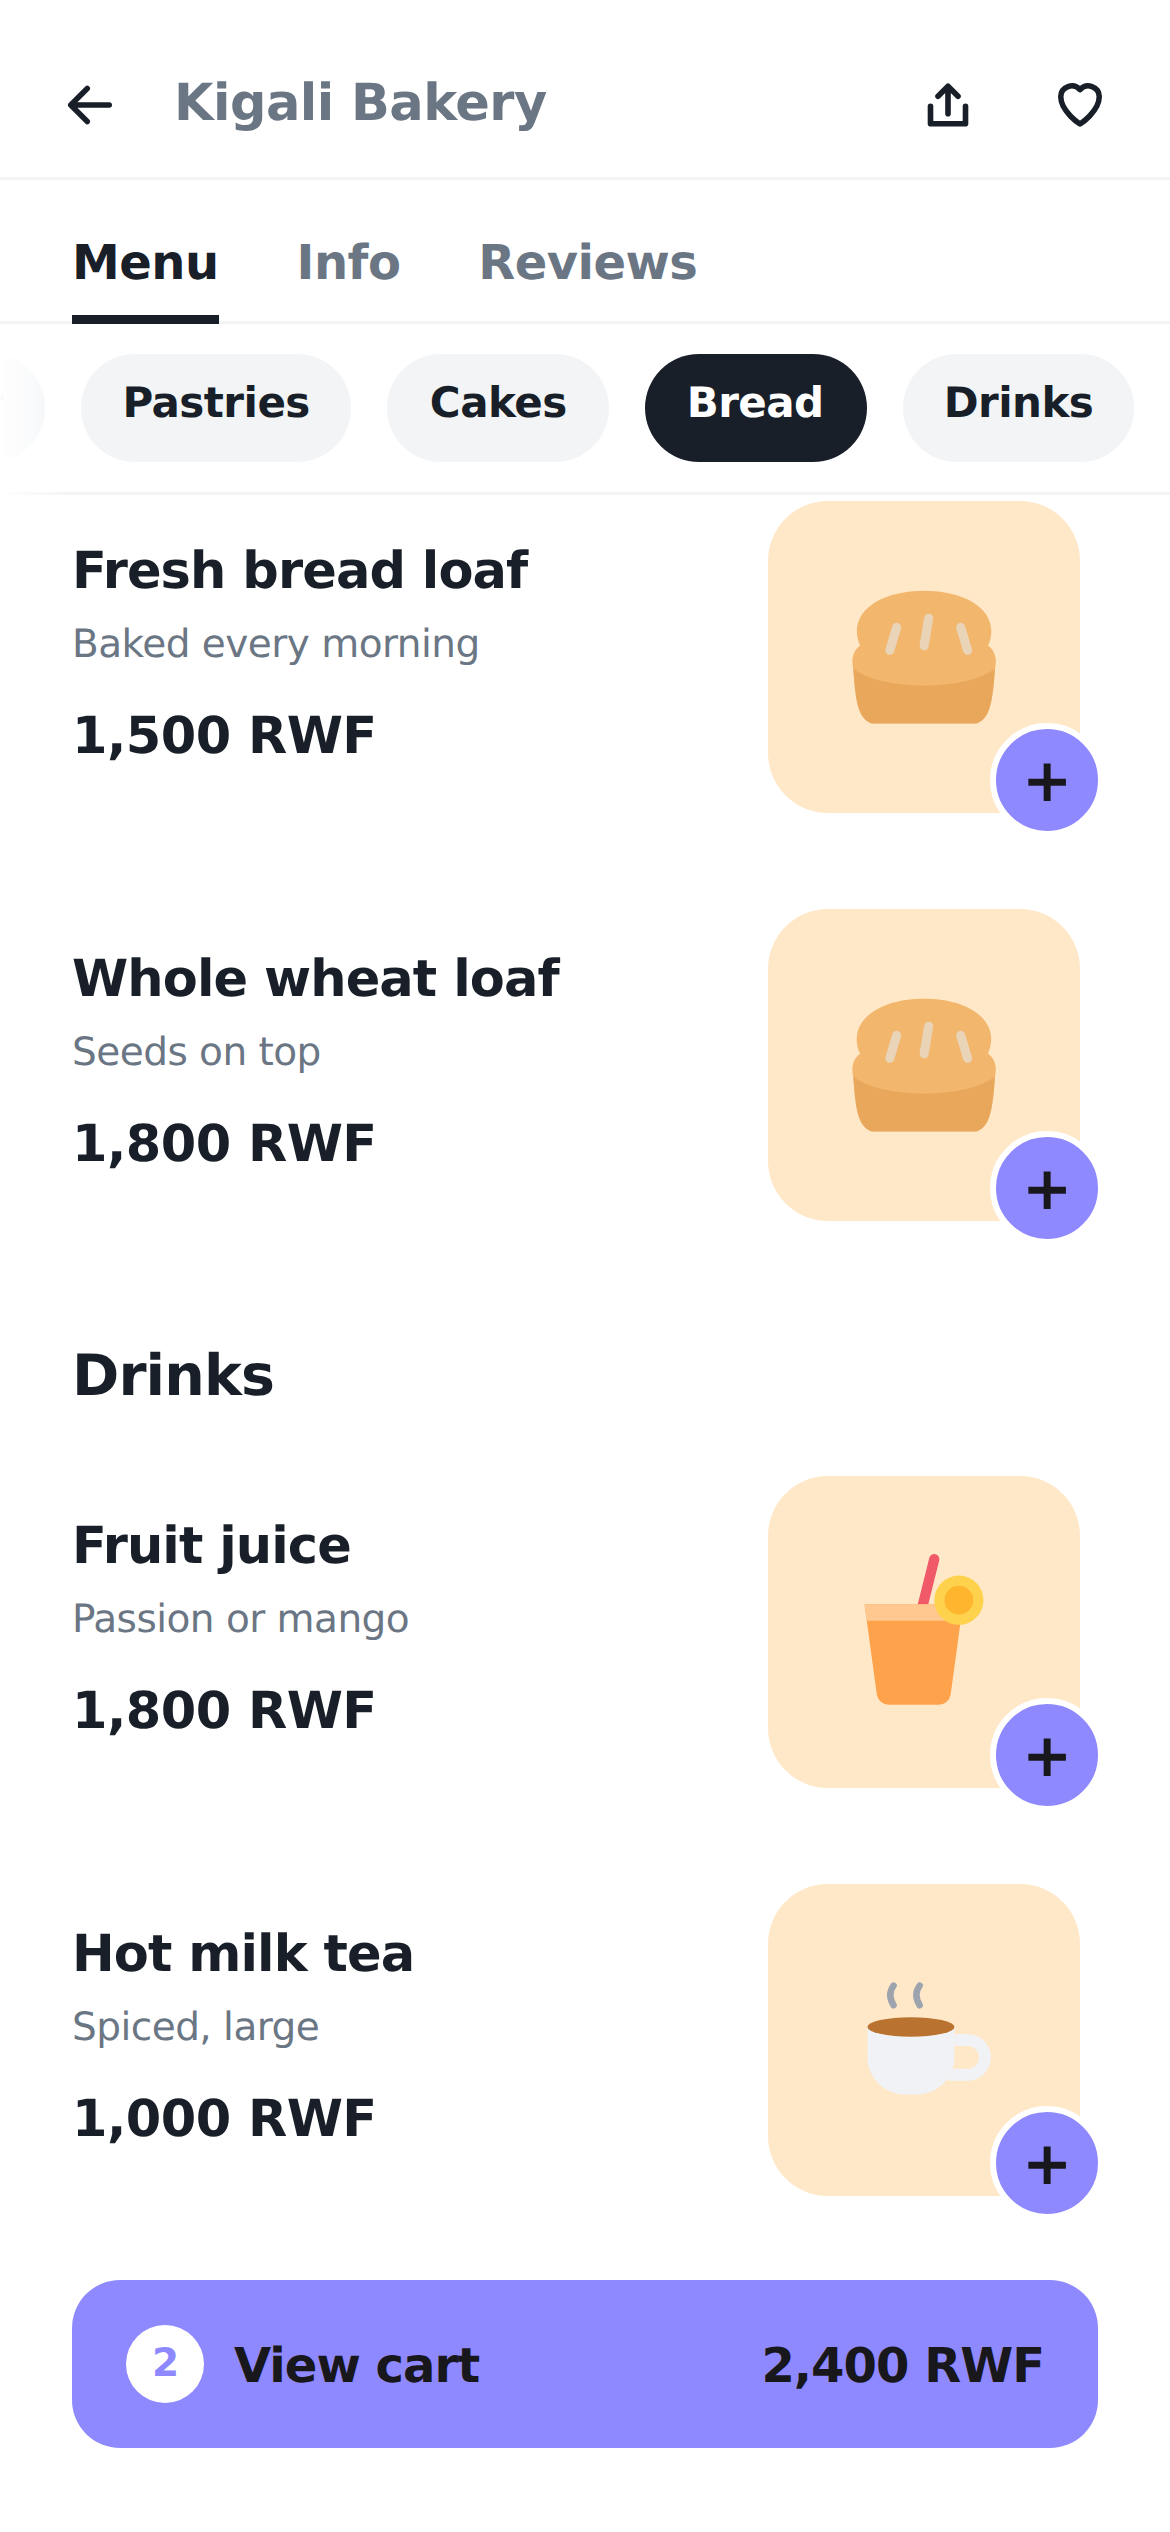 Kigali Bakery
Menu Info Reviews
Pastries Cakes Bread Drinks
Fresh bread loaf
Baked every morning
1,500 RWF
+
Whole wheat loaf
Seeds on top
1,800 RWF
+
Drinks
Fruit juice
Passion or mango
1,800 RWF
+
Hot milk tea
Spiced, large
1,000 RWF
+
2 View cart 2,400 RWF